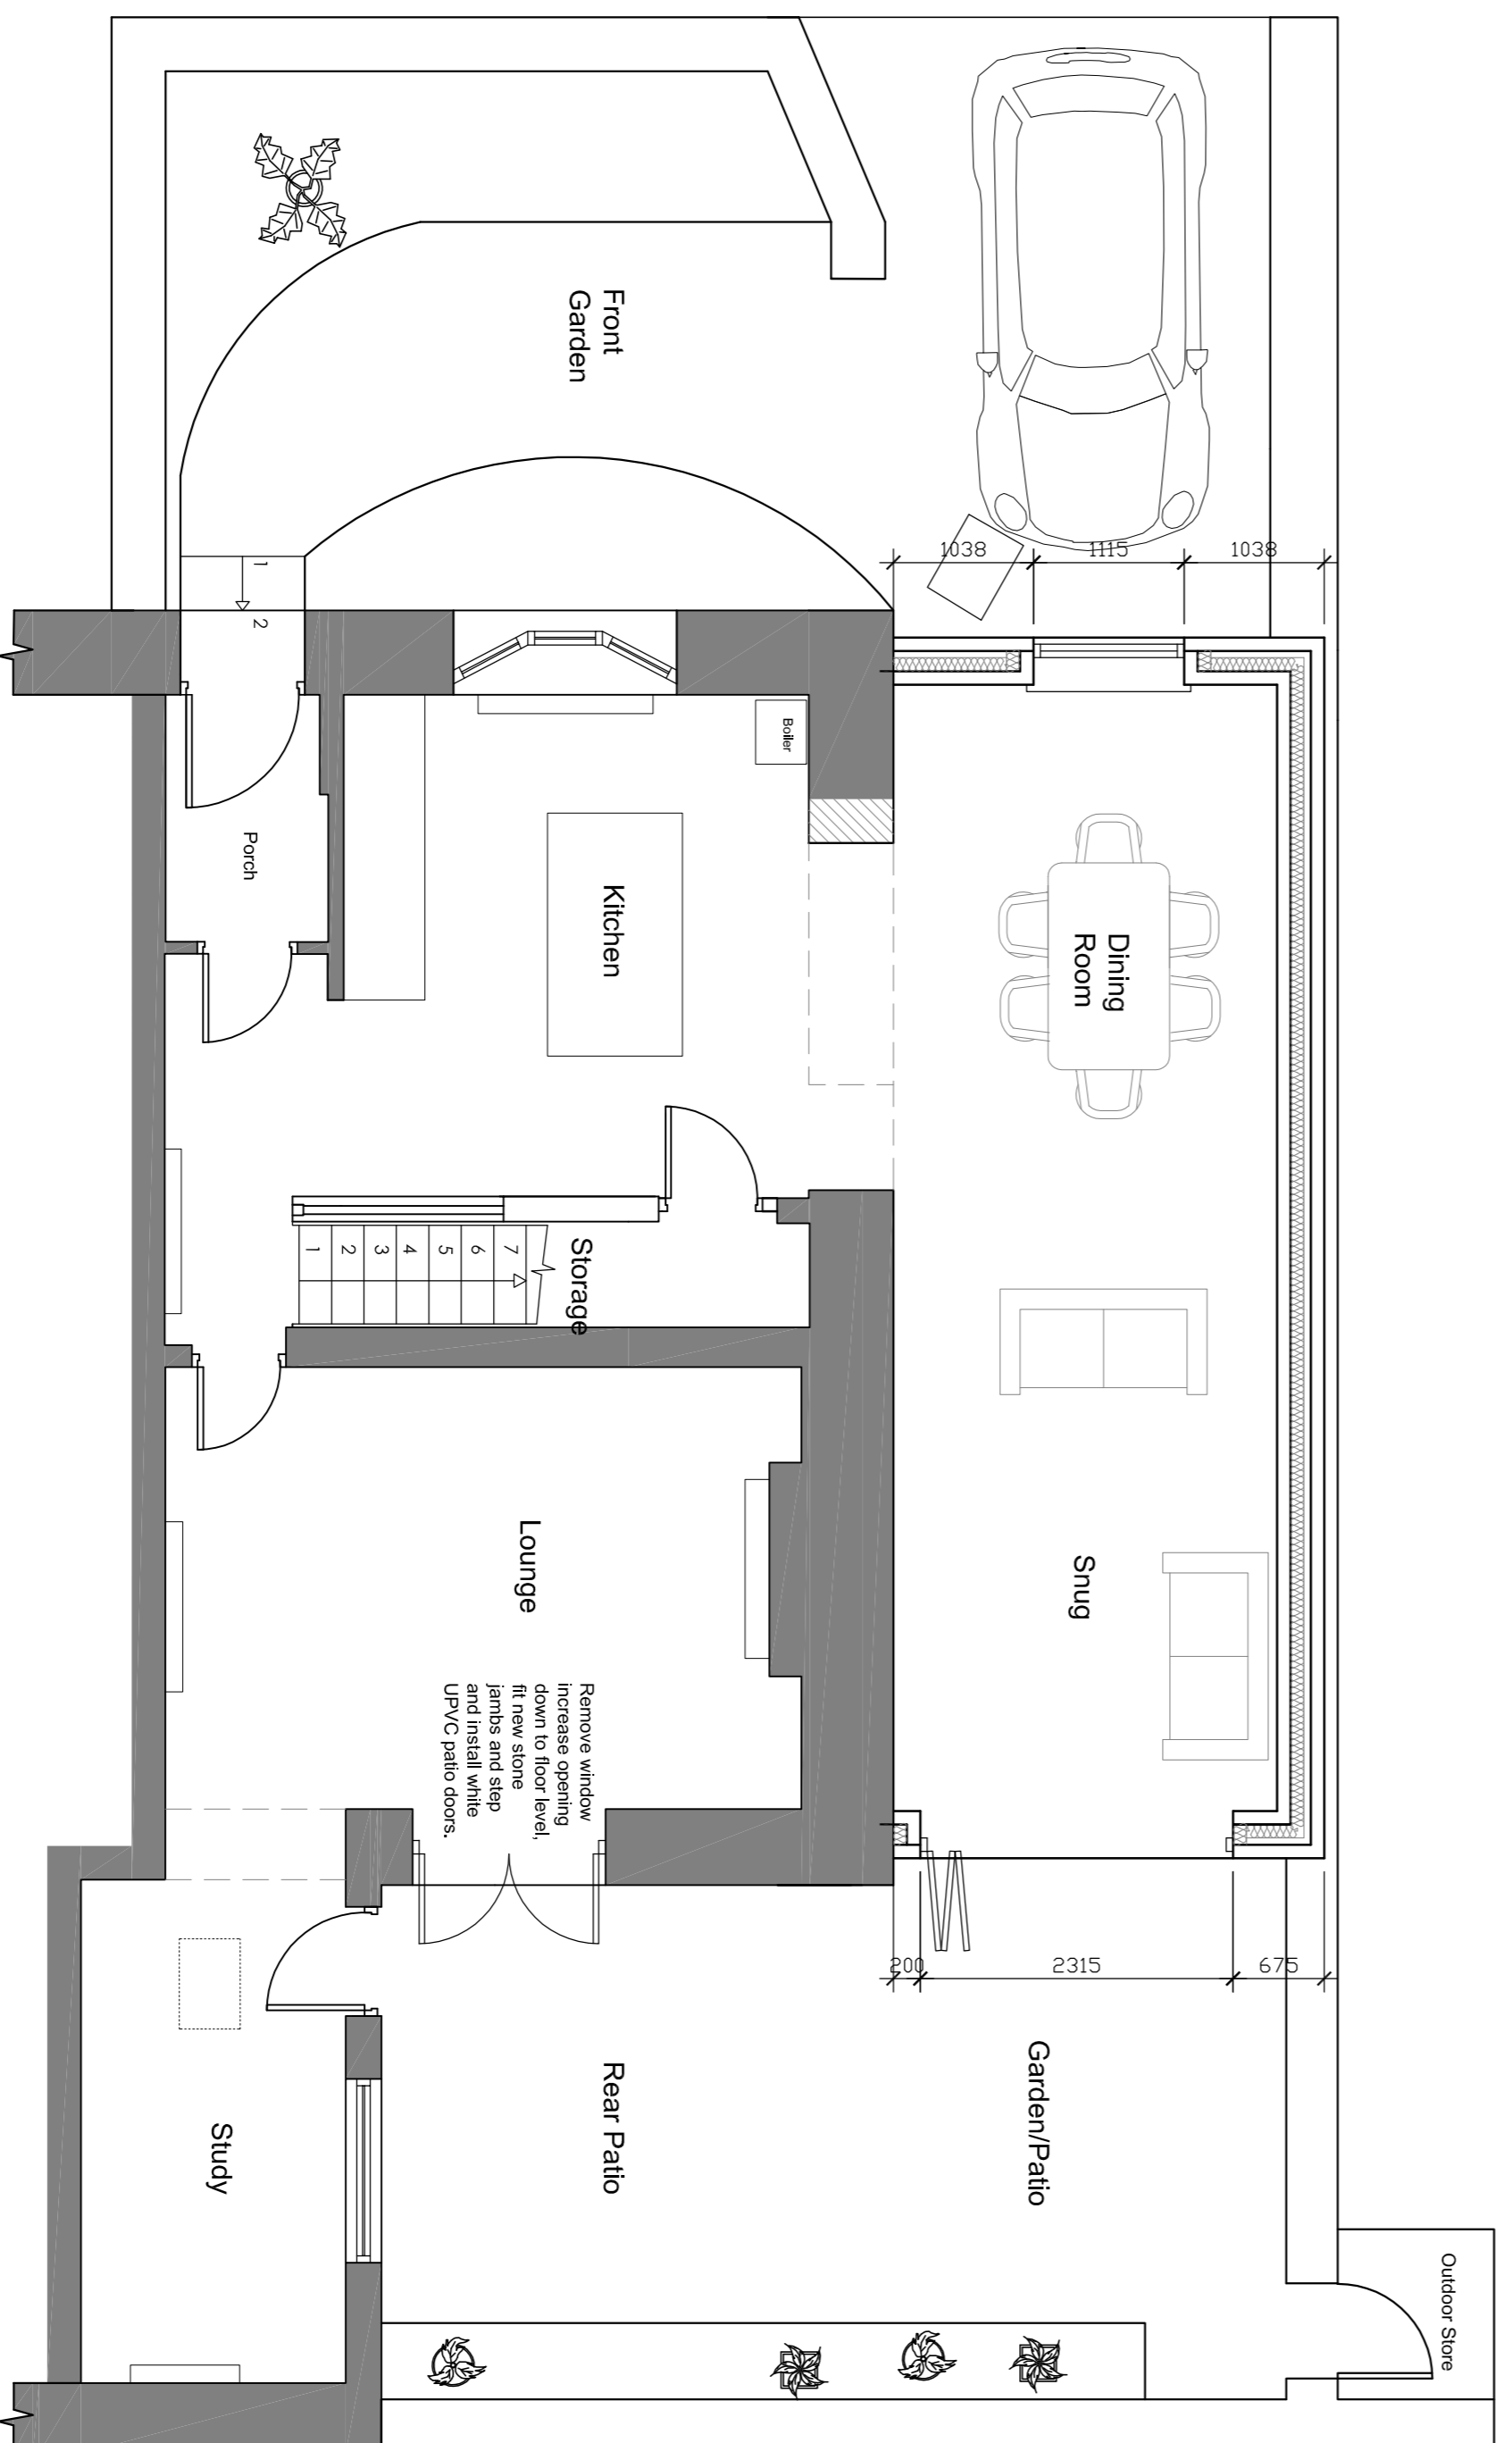 Front
Garden
1038
1115
1038
1
2
Boiler
Porch
Kitchen
Dining
Room
Storage
1
2
3
4
5
6
7
Lounge
Snug
Remove window
increase opening
down to floor level,
fit new stone
jambs and step
and install white
UPVC patio doors.
200
2315
675
Garden/Patio
Rear Patio
Study
Outdoor Store